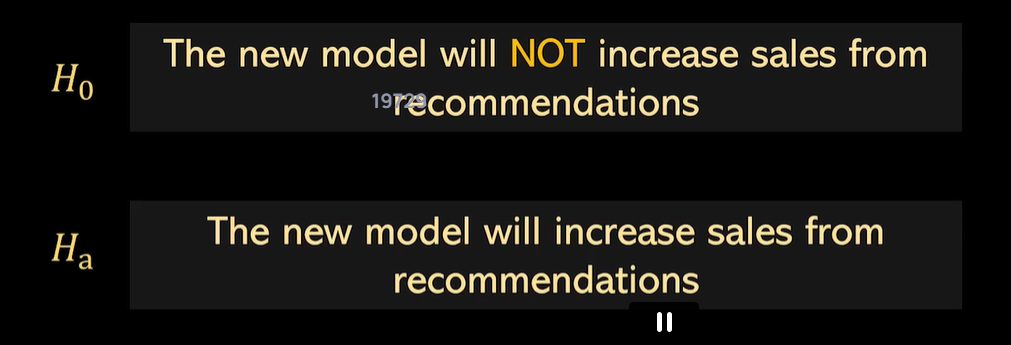 H₀
The new model will NOT increase sales from
recommendations
19729
Hₐ
The new model will increase sales from
recommendations